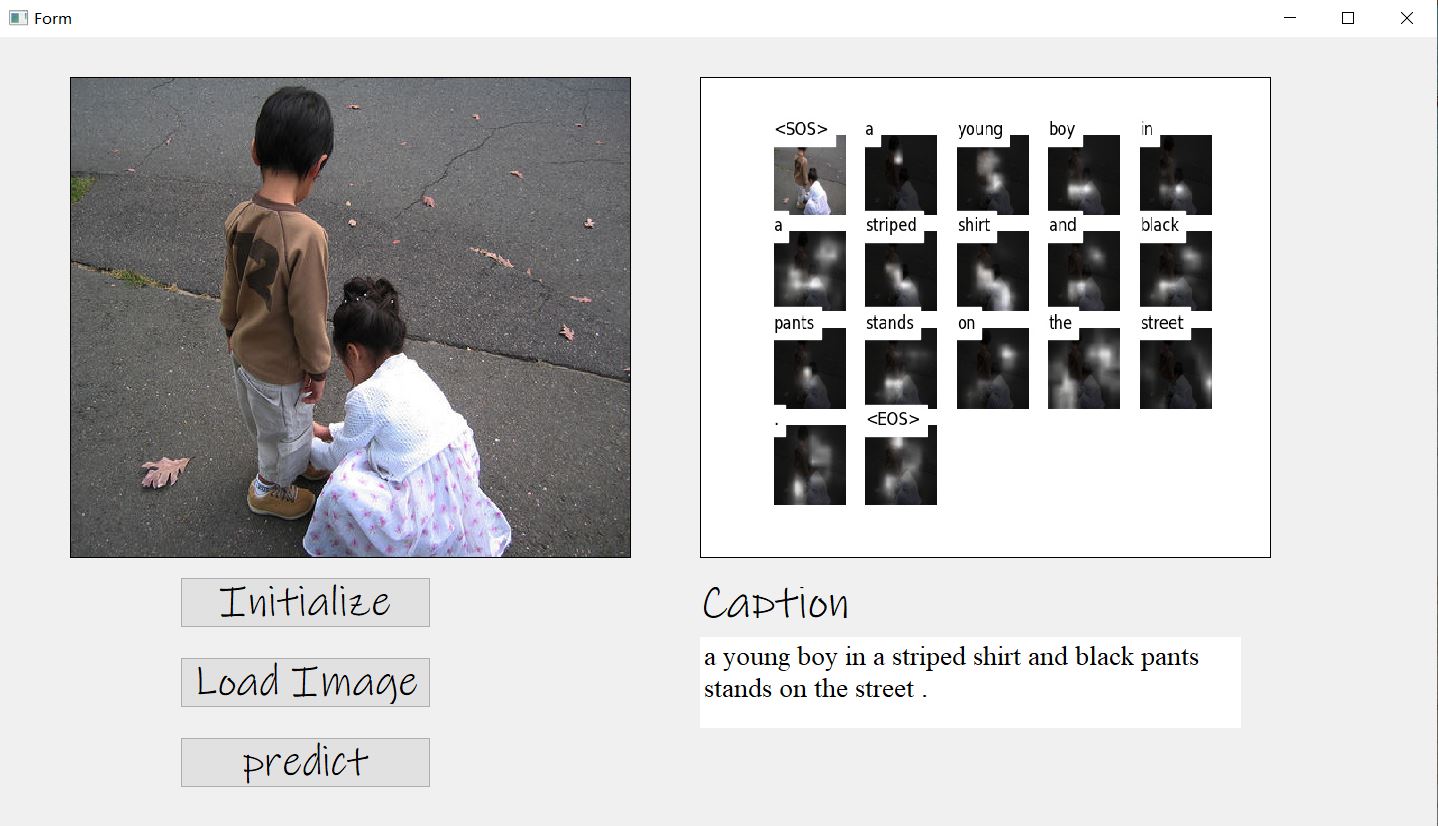 Form
<SOS> a young boy in
a striped shirt and black
pants stands on the street
. <EOS>
Initialize
Load Image
predict
Caption
a young boy in a striped shirt and black pants
stands on the street .